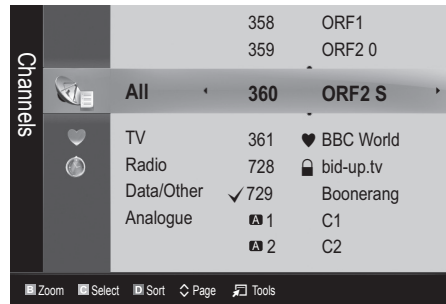 Channels
358 ORF1
359 ORF2 0
All 360 ORF2 S
TV 361 BBC World
Radio 728 bid-up.tv
Data/Other 729 Boonerang
Analogue A 1 C1
A 2 C2
B Zoom C Select D Sort Page Tools